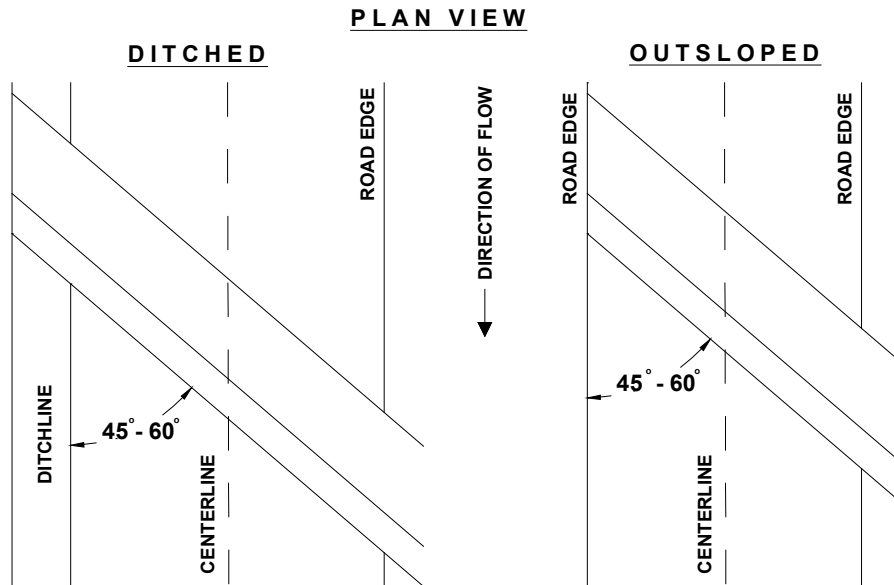 PLAN VIEW
DITCHED
OUTSLOPED
ROAD EDGE
DIRECTION OF FLOW
ROAD EDGE
ROAD EDGE
45° - 60°
45° - 60°
DITCHLINE
CENTERLINE
CENTERLINE